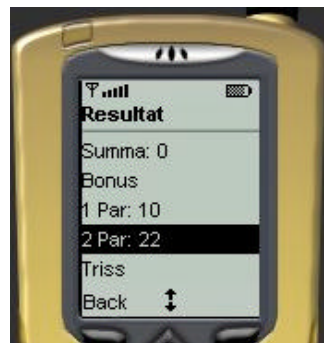 Resultat
Summa: 0
Bonus
1 Par: 10
2 Par: 22
Triss
Back